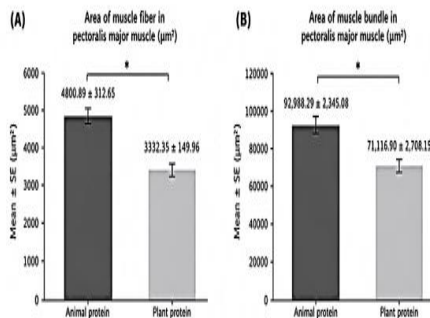 (A)
Area of muscle fiber in
pectoralis major muscle (μm²)
*
6000
5000
4000
3000
2000
1000
0
Mean ± SE (μm²)
4800.89 ± 312.65
3332.35 ± 149.96
Animal protein
Plant protein
(B)
Area of muscle bundle in
pectoralis major muscle (μm²)
*
120000
100000
80000
60000
40000
20000
0
Mean ± SE (μm²)
92,988.29 ± 2,345.08
71,116.90 ± 2,708.15
Animal protein
Plant protein